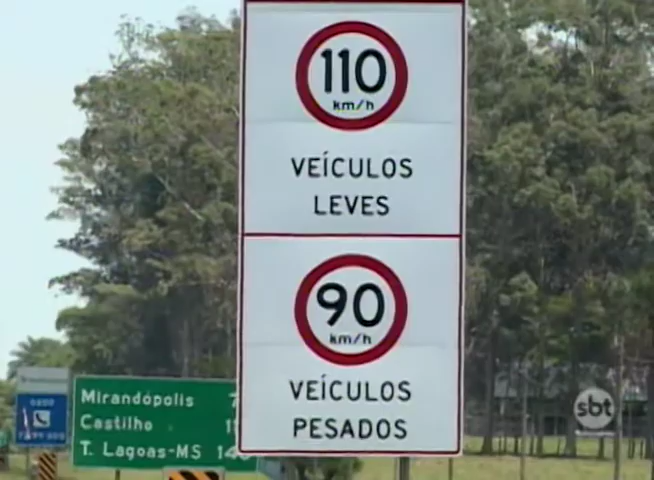 110
km/h
VEÍCULOS
LEVES
90
km/h
VEÍCULOS
PESADOS
Mirandópolis
Castilho
T. Lagoas-MS
sbt